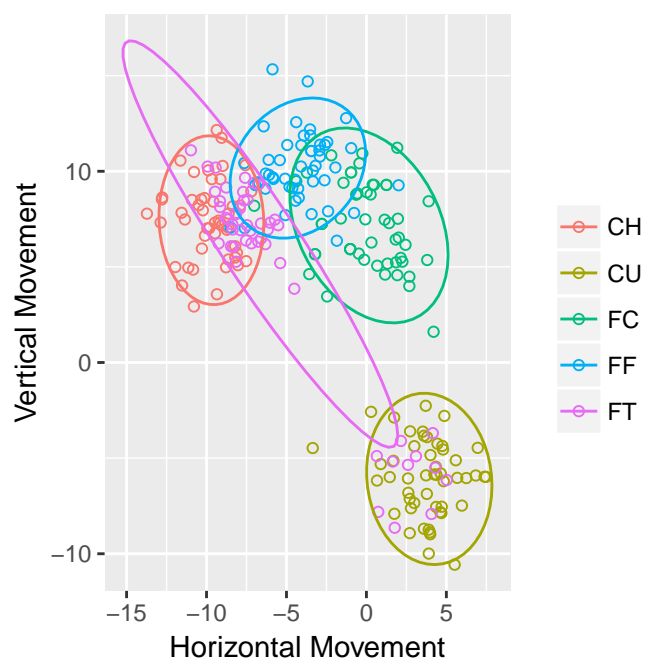 10
0
−10
−15
−10
−5
0
5
Horizontal Movement
Vertical Movement
CH
CU
FC
FF
FT